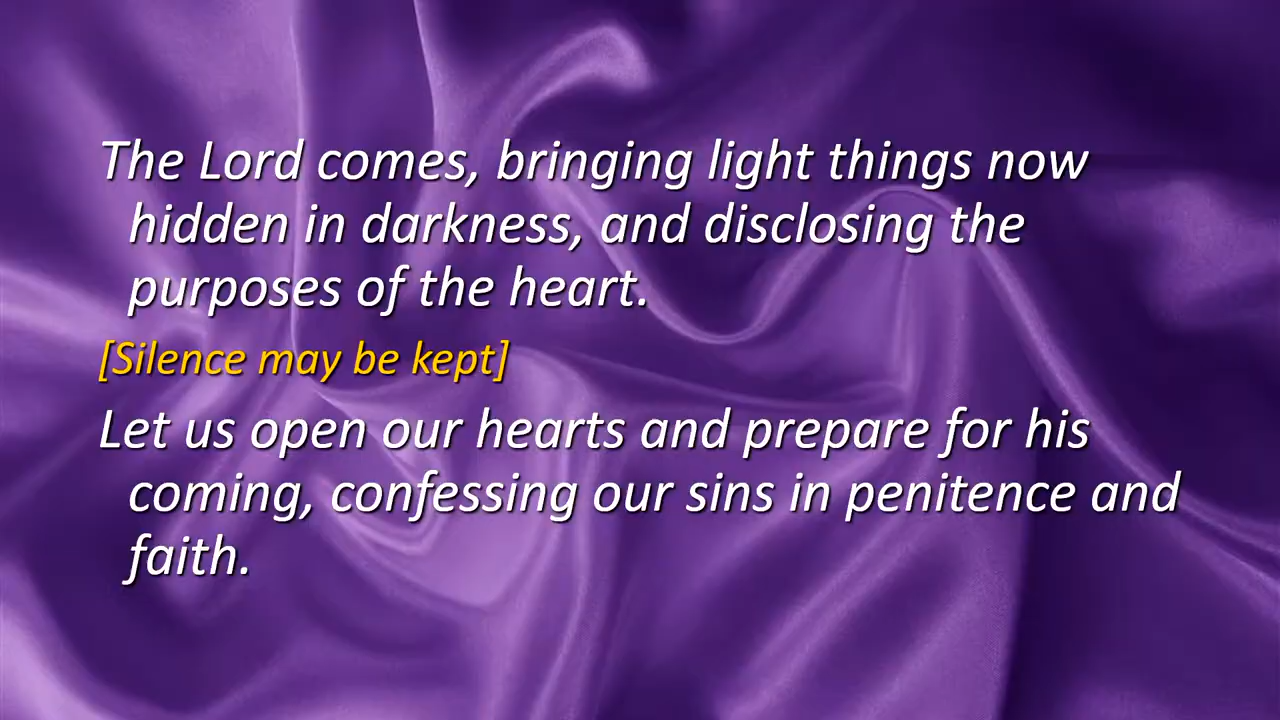 The Lord comes, bringing light things now
hidden in darkness, and disclosing the
purposes of the heart.
[Silence may be kept]
Let us open our hearts and prepare for his
coming, confessing our sins in penitence and
faith.